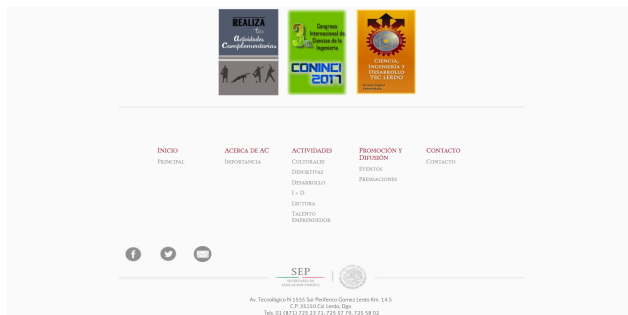 REALIZA
tus
Actividades
Complementarias
3er. Congreso
Internacional de
Ciencias de la
Ingeniería
CONINCI
2017
CIENCIA,
INGENIERÍA Y
DESARROLLO
TEC LERDO
INICIO
PRINCIPAL
ACERCA DE AC
IMPORTANCIA
ACTIVIDADES
CULTURALES
DEPORTIVAS
DESARROLLO
I + D
LECTURA
TALENTO
EMPRENDEDOR
PROMOCIÓN Y
DIFUSIÓN
EVENTOS
PREMIACIONES
CONTACTO
CONTACTO
SEP
SECRETARÍA DE
EDUCACIÓN PÚBLICA
Av. Tecnológico N 1555 Sur Periférico Gomez Lerdo Km. 14.5
C.P. 35150 Cd. Lerdo, Dgo
Tels. 01 (871) 725 23 71, 725 57 79, 725 58 02